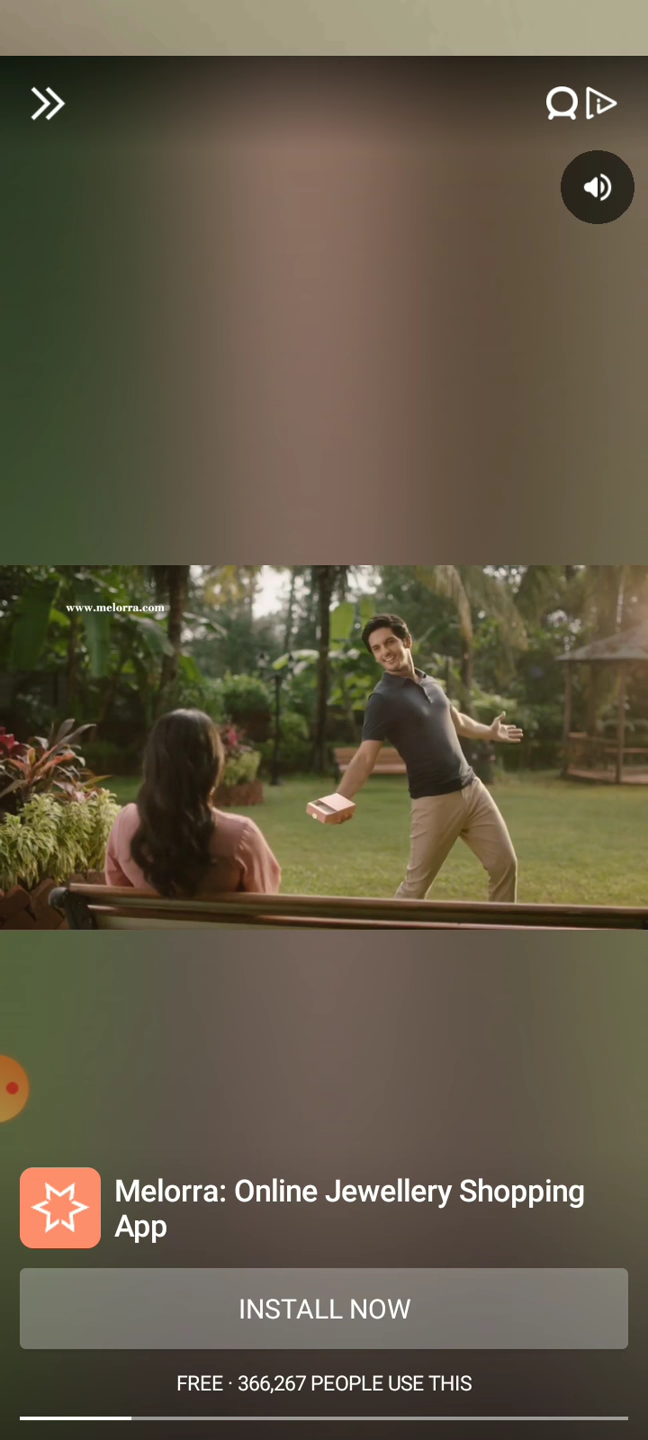 www.melorra.com
Melorra: Online Jewellery Shopping
App
INSTALL NOW
FREE · 366,267 PEOPLE USE THIS